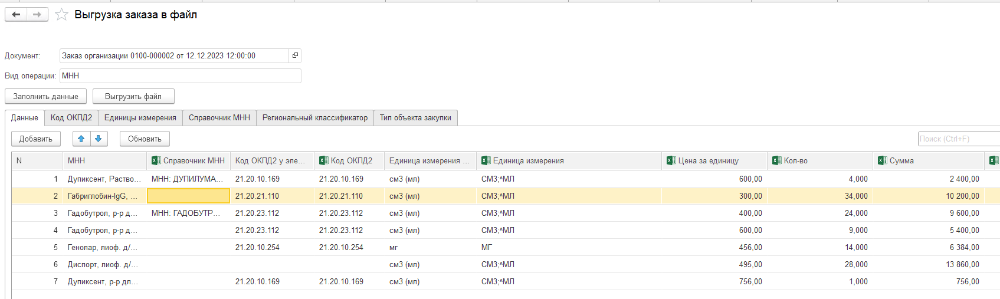 Выгрузка заказа в файл
Документ: Заказ организации 0100-000002 от 12.12.2023 12:00:00
Вид операции: МНН
Заполнить данные Выгрузить файл
Данные Код ОКПД2 Единицы измерения Справочник МНН Региональный классификатор Тип объекта закупки
Добавить Обновить Поиск (Ctrl+F)
N МНН Справочник МНН Код ОКПД2 у эле... Код ОКПД2 Единица измерения ... Единица измерения Цена за единицу Кол-во Сумма
1 Дупиксент, Раство... МНН: ДУПИЛУМА... 21.20.10.169 21.20.10.169 см3 (мл) СМ3;^МЛ 600,00 4,000 2 400,00
2 Габриглобин-IgG, ... 21.20.21.110 21.20.21.110 см3 (мл) СМ3;^МЛ 300,00 34,000 10 200,00
3 Гадобутрол, р-р д... МНН: ГАДОБУТР... 21.20.23.112 21.20.23.112 см3 (мл) СМ3;^МЛ 400,00 24,000 9 600,00
4 Гадобутрол, р-р д... 21.20.23.112 21.20.23.112 см3 (мл) СМ3;^МЛ 600,00 9,000 5 400,00
5 Генолар, лиоф. д/... 21.20.10.254 21.20.10.254 мг МГ 456,00 14,000 6 384,00
6 Диспорт, лиоф. д/... см3 (мл) СМ3;^МЛ 495,00 28,000 13 860,00
7 Дупиксент, р-р дл... 21.20.10.169 21.20.10.169 см3 (мл) СМ3;^МЛ 756,00 1,000 756,00